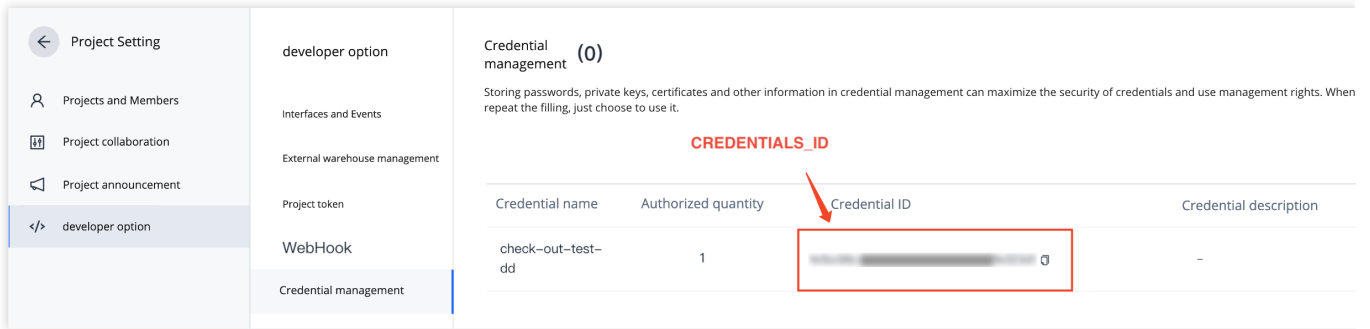 Project Setting
Projects and Members
Project collaboration
Project announcement
</> developer option
developer option
Interfaces and Events
External warehouse management
Project token
WebHook
Credential management
Credential
management (0)
Storing passwords, private keys, certificates and other information in credential management can maximize the security of credentials and use management rights. When
repeat the filling, just choose to use it.
CREDENTIALS_ID
Credential name Authorized quantity Credential ID Credential description
check-out-test-
dd 1 -